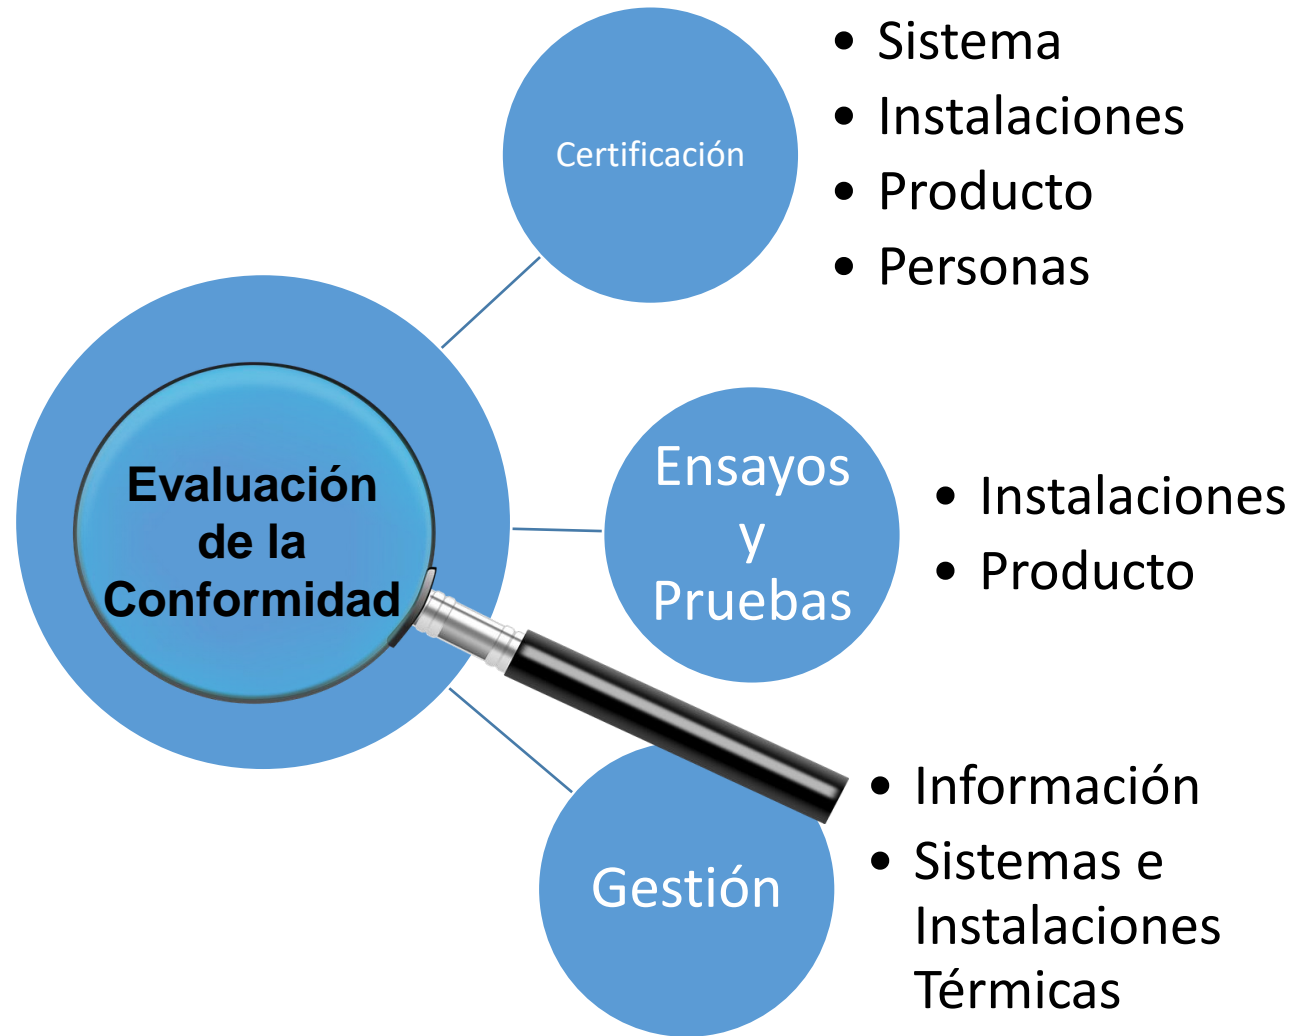 Certificación
• Sistema
• Instalaciones
• Producto
• Personas
Evaluación
de la
Conformidad
Ensayos
y
Pruebas
• Instalaciones
• Producto
Gestión
• Información
• Sistemas e
Instalaciones
Térmicas